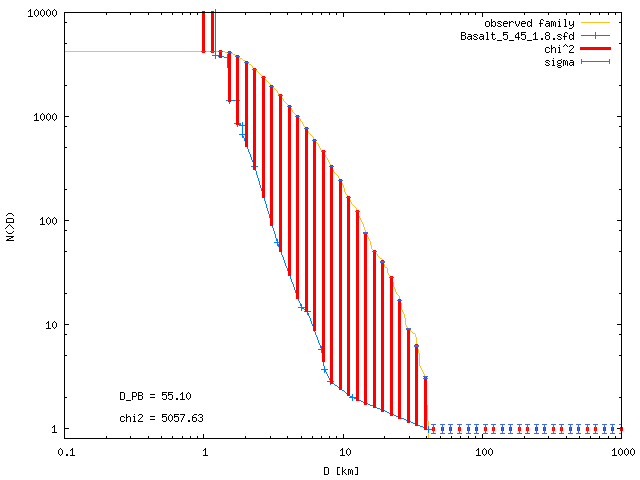 10000
1000
100
10
1
N(>D)
observed family
Basalt_5_45_1.8.sfd
chi^2
sigma
D_PB = 55.10
chi2 = 5057.63
0.1 1 10 100 1000
D [km]